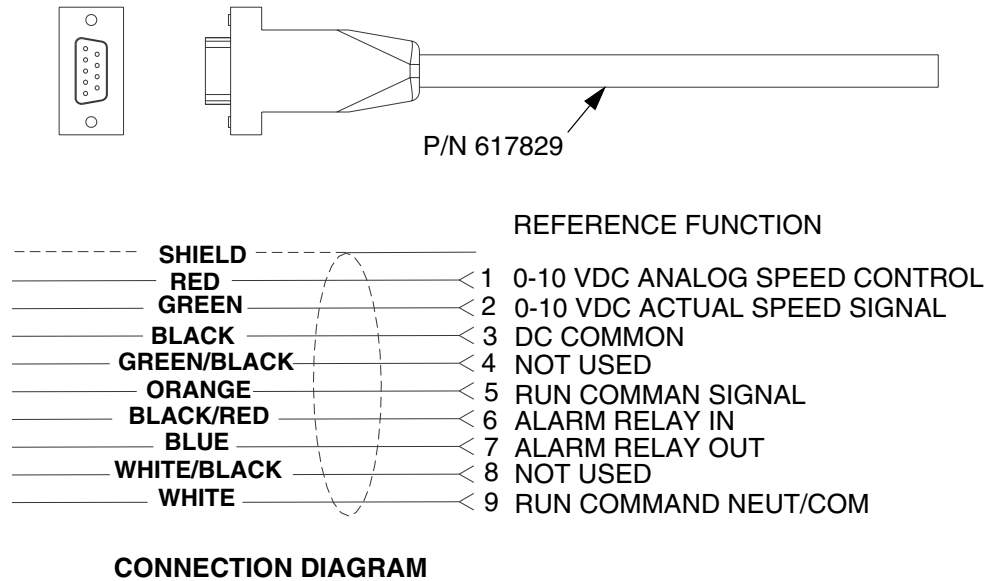 P/N 617829
REFERENCE FUNCTION
SHIELD
RED 1 0-10 VDC ANALOG SPEED CONTROL
GREEN 2 0-10 VDC ACTUAL SPEED SIGNAL
BLACK 3 DC COMMON
GREEN/BLACK 4 NOT USED
ORANGE 5 RUN COMMAN SIGNAL
BLACK/RED 6 ALARM RELAY IN
BLUE 7 ALARM RELAY OUT
WHITE/BLACK 8 NOT USED
WHITE 9 RUN COMMAND NEUT/COM
CONNECTION DIAGRAM